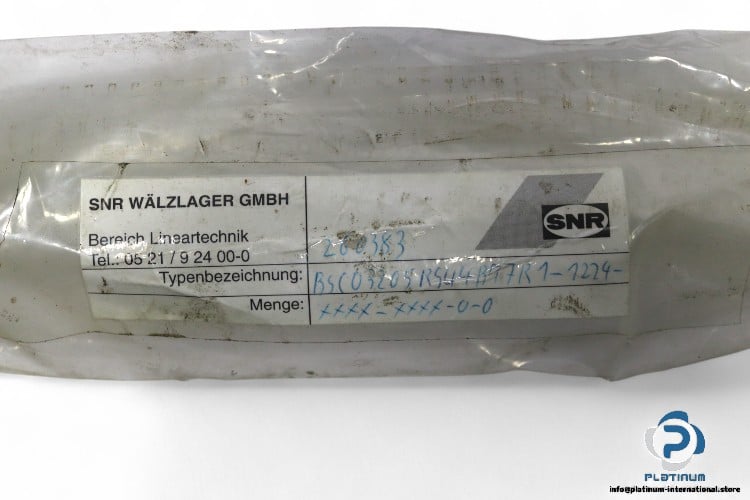 SNR WÄLZLAGER GMBH
SNR
Bereich Lineartechnik
Tel.: 05 21 / 9 24 00-0
200383
Typenbezeichnung:
Menge: xxxx-xxxx-0-0
PLATINUM
info@platinum-international.store